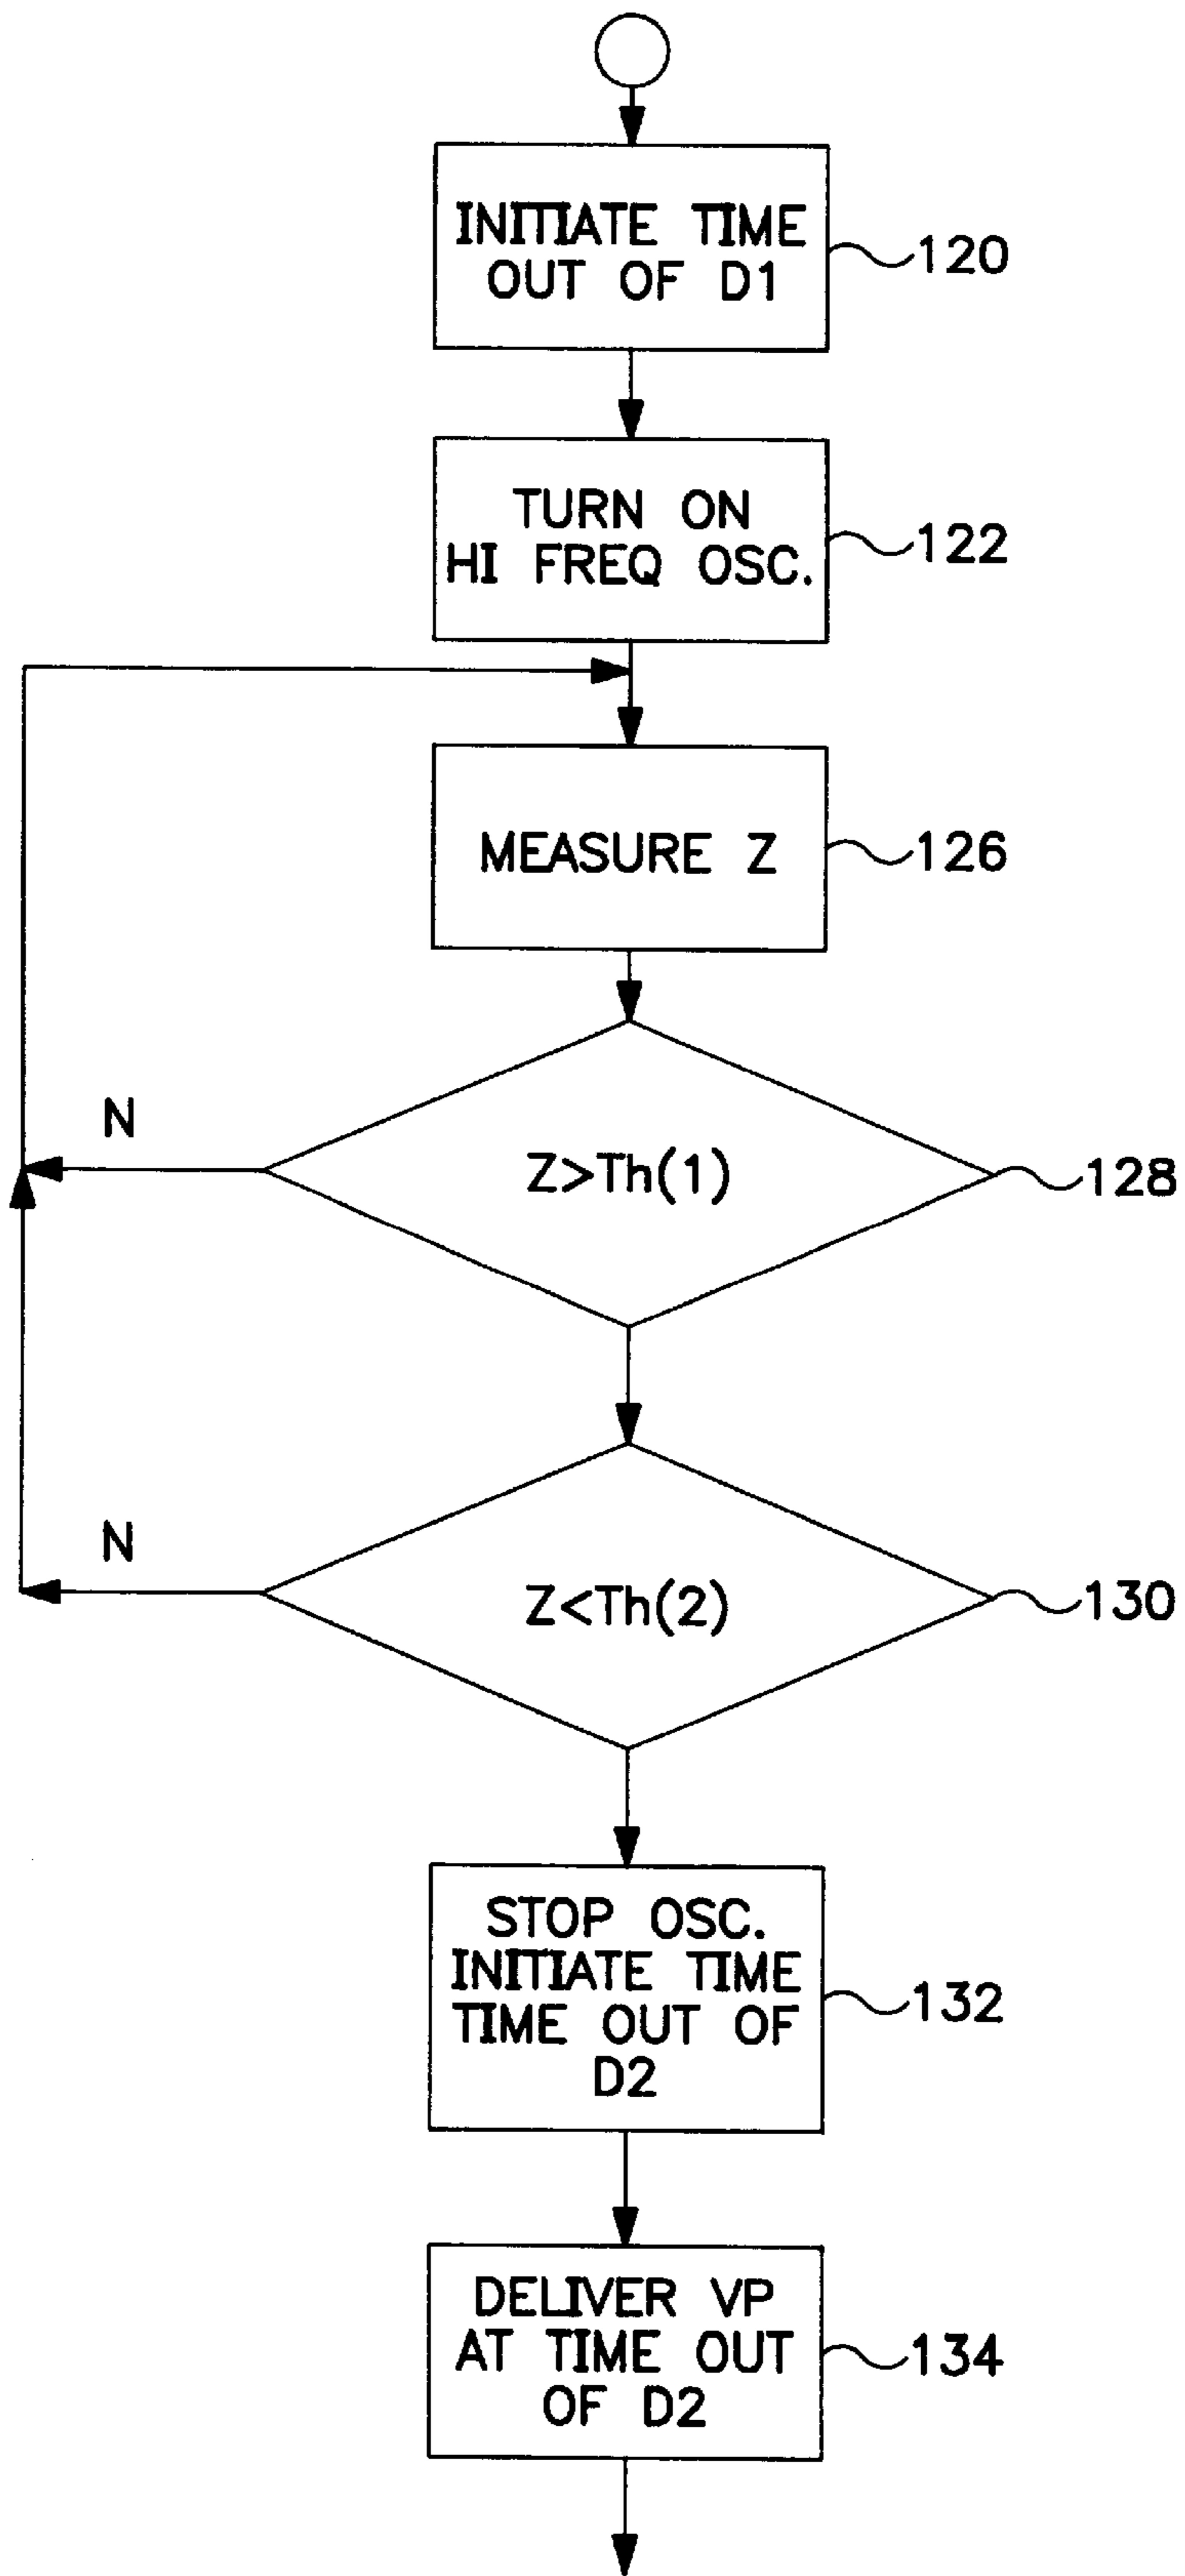 INITIATE TIME
OUT OF D1
120
TURN ON
HI FREQ OSC.
122
MEASURE Z
126
N
Z>Th(1)
128
N
Z<Th(2)
130
STOP OSC.
INITIATE TIME
TIME OUT OF
D2
132
DELIVER VP
AT TIME OUT
OF D2
134